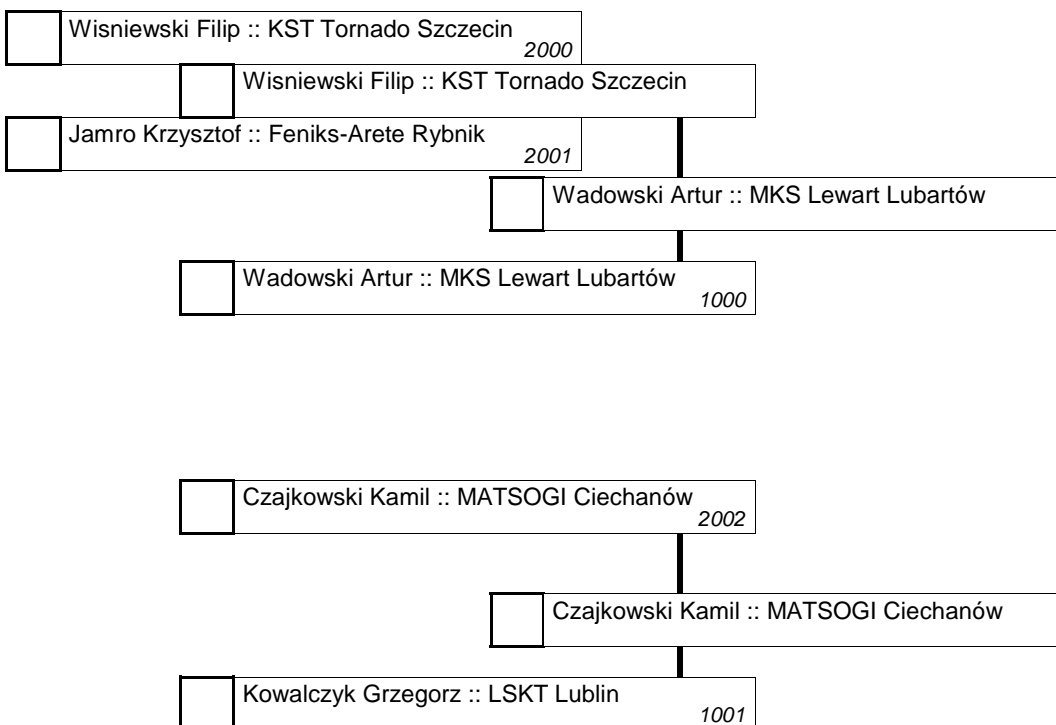 Wisniewski Filip :: KST Tornado Szczecin
2000
Wisniewski Filip :: KST Tornado Szczecin
Jamro Krzysztof :: Feniks-Arete Rybnik
2001
Wadowski Artur :: MKS Lewart Lubartów
Wadowski Artur :: MKS Lewart Lubartów
1000
Czajkowski Kamil :: MATSOGI Ciechanów
2002
Czajkowski Kamil :: MATSOGI Ciechanów
Kowalczyk Grzegorz :: LSKT Lublin
1001